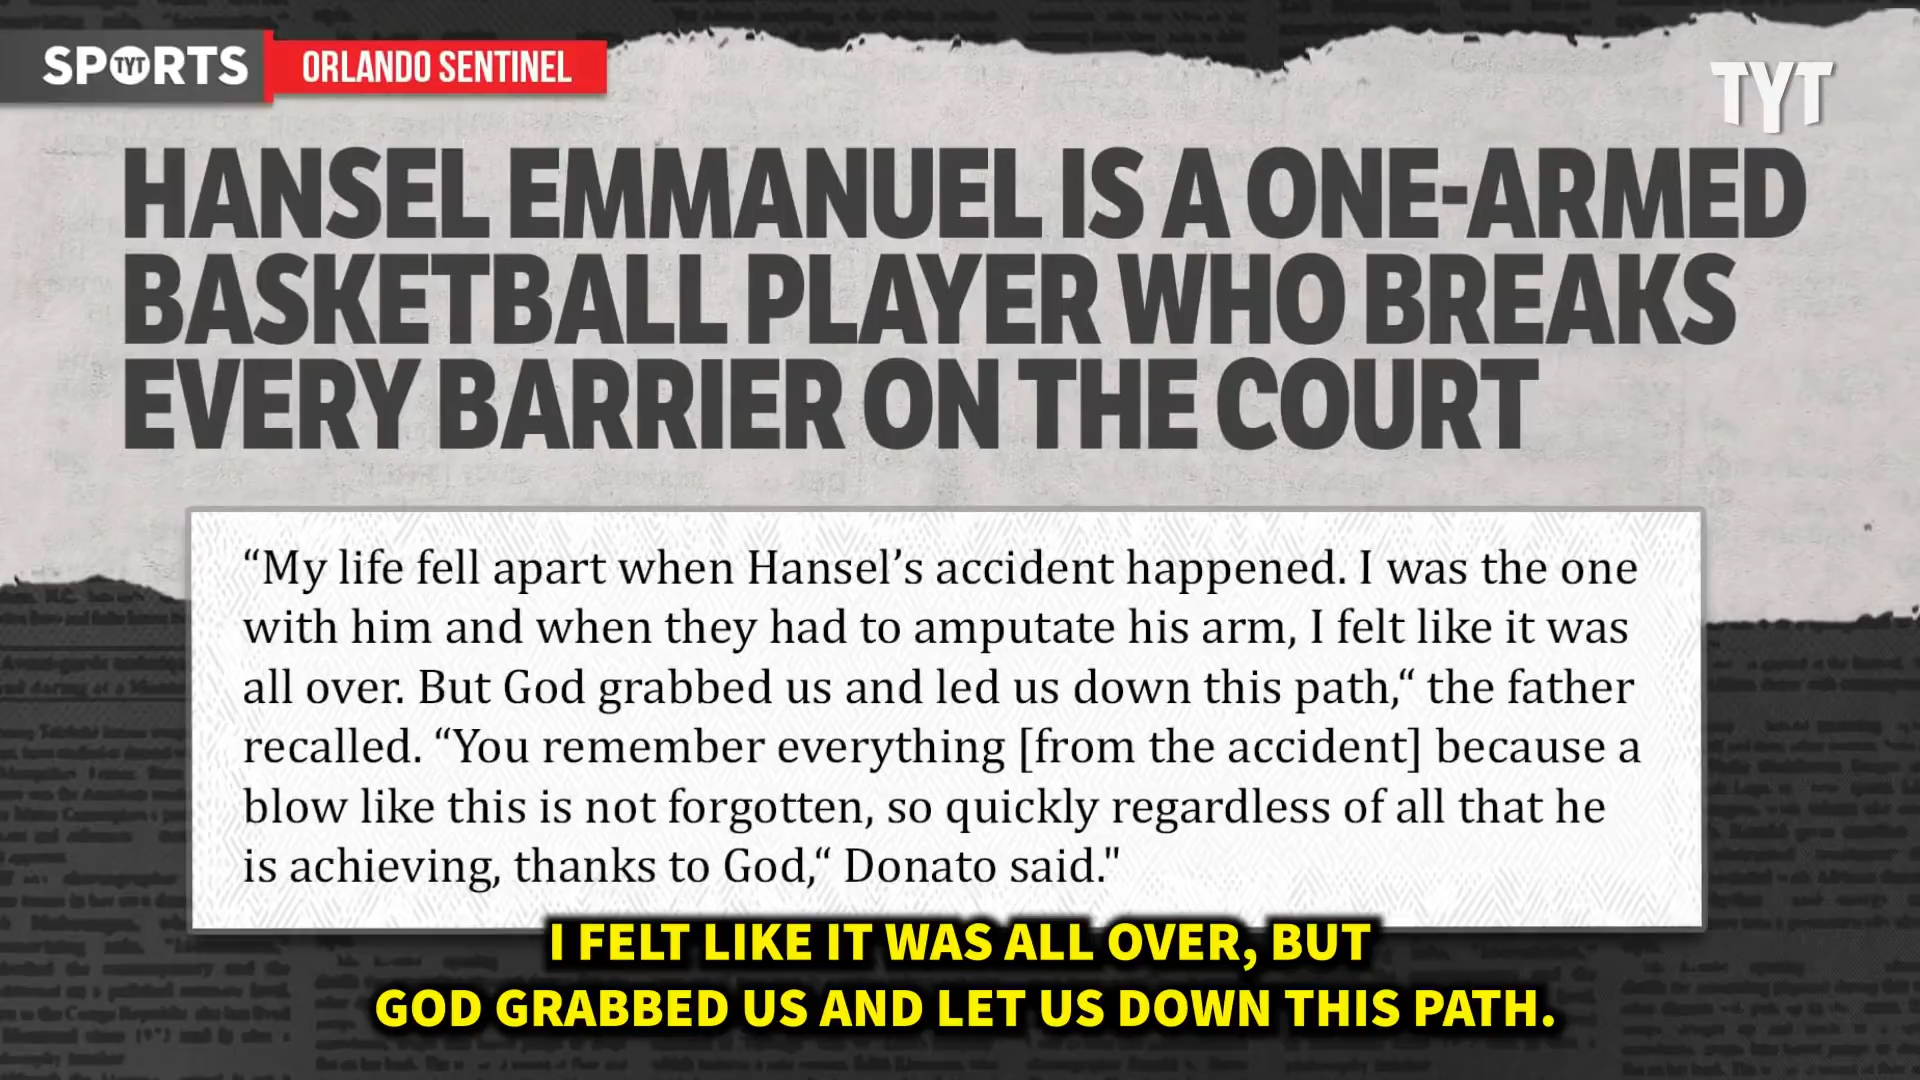 SPORTS
TYT
ORLANDO SENTINEL
TYT
HANSEL EMMANUEL IS A ONE-ARMED
BASKETBALL PLAYER WHO BREAKS
EVERY BARRIER ON THE COURT
“My life fell apart when Hansel’s accident happened. I was the one
with him and when they had to amputate his arm, I felt like it was
all over. But God grabbed us and led us down this path,“ the father
recalled. “You remember everything [from the accident] because a
blow like this is not forgotten, so quickly regardless of all that he
is achieving, thanks to God,“ Donato said."
I FELT LIKE IT WAS ALL OVER, BUT
GOD GRABBED US AND LET US DOWN THIS PATH.